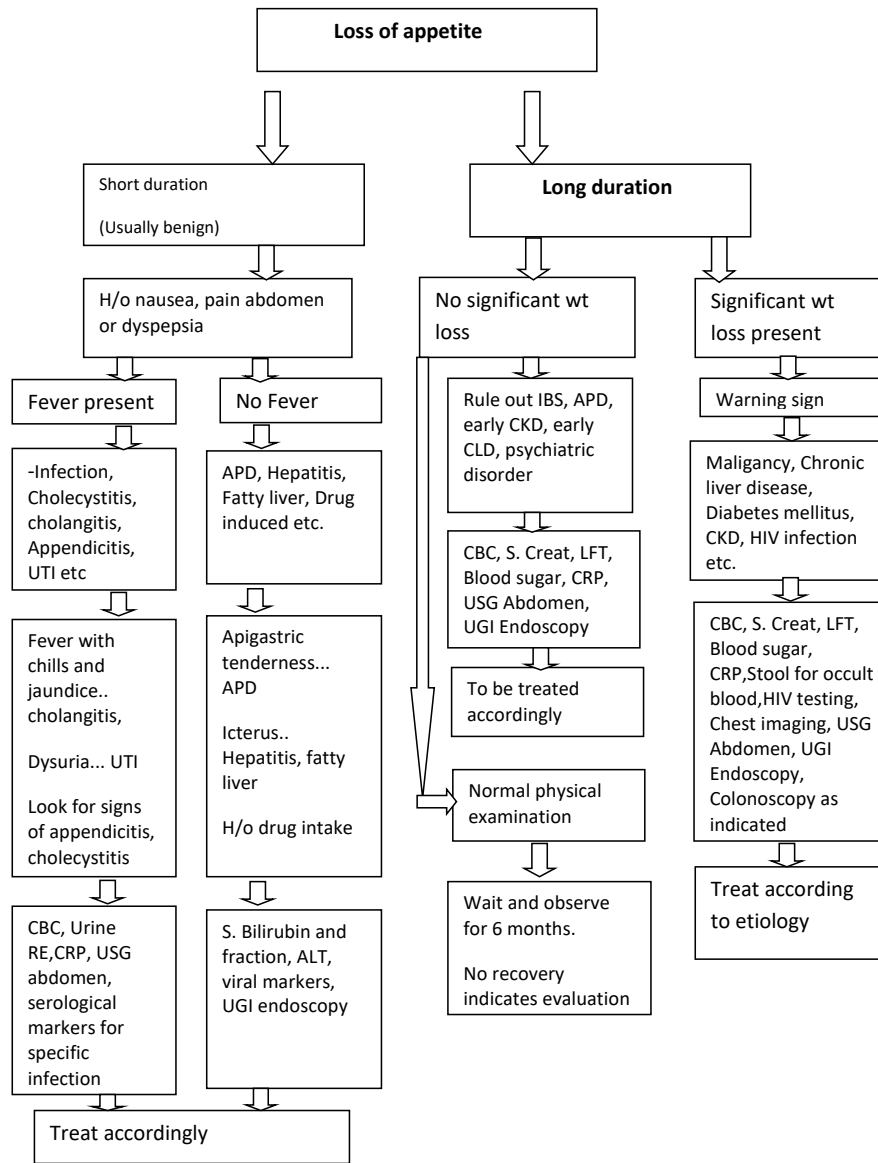 Loss of appetite
Short duration
(Usually benign)
Long duration
H/o nausea, pain abdomen
or dyspepsia
No significant wt
loss
Significant wt
loss present
Fever present
No Fever
Rule out IBS, APD,
early CKD, early
CLD, psychiatric
disorder
Warning sign
-Infection,
Cholecystitis,
cholangitis,
Appendicitis,
UTI etc
APD, Hepatitis,
Fatty liver, Drug
induced etc.
Maligancy, Chronic
liver disease,
Diabetes mellitus,
CKD, HIV infection
etc.
CBC, S. Creat, LFT,
Blood sugar, CRP,
USG Abdomen,
UGI Endoscopy
Fever with
chills and
jaundice..
cholangitis,
Dysuria... UTI
Look for signs
of appendicitis,
cholecystitis
Apigastric
tenderness...
APD
Icterus..
Hepatitis, fatty
liver
H/o drug intake
To be treated
accordingly
CBC, S. Creat, LFT,
Blood sugar,
CRP,Stool for occult
blood,HIV testing,
Chest imaging, USG
Abdomen, UGI
Endoscopy,
Colonoscopy as
indicated
Normal physical
examination
Wait and observe
for 6 months.
No recovery
indicates evaluation
Treat according
to etiology
CBC, Urine
RE,CRP, USG
abdomen,
serological
markers for
specific
infection
S. Bilirubin and
fraction, ALT,
viral markers,
UGI endoscopy
Treat accordingly